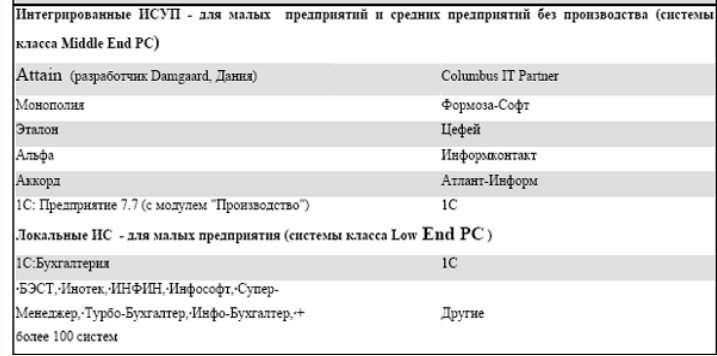 Интегрированные ИСУП - для малых предприятий и средних предприятий без производства (системы
класса Middle End PC)
Attain (разработчик Damgaard, Дания) Columbus IT Partner
Монополия Формоза-Софт
Эталон Цефей
Альфа Информконтакт
Аккорд Атлант-Информ
1С: Предприятие 7.7 (с модулем "Производство") 1С
Локальные ИС - для малых предприятия (системы класса Low End PC )
1С:Бухгалтерия 1С
·БЭСТ,·Инотек,·ИНФИН,·Инфософт,·Супер-
Менеджер,·Турбо-Бухгалтер,·Инфо-Бухгалтер,·+ Другие
более 100 систем